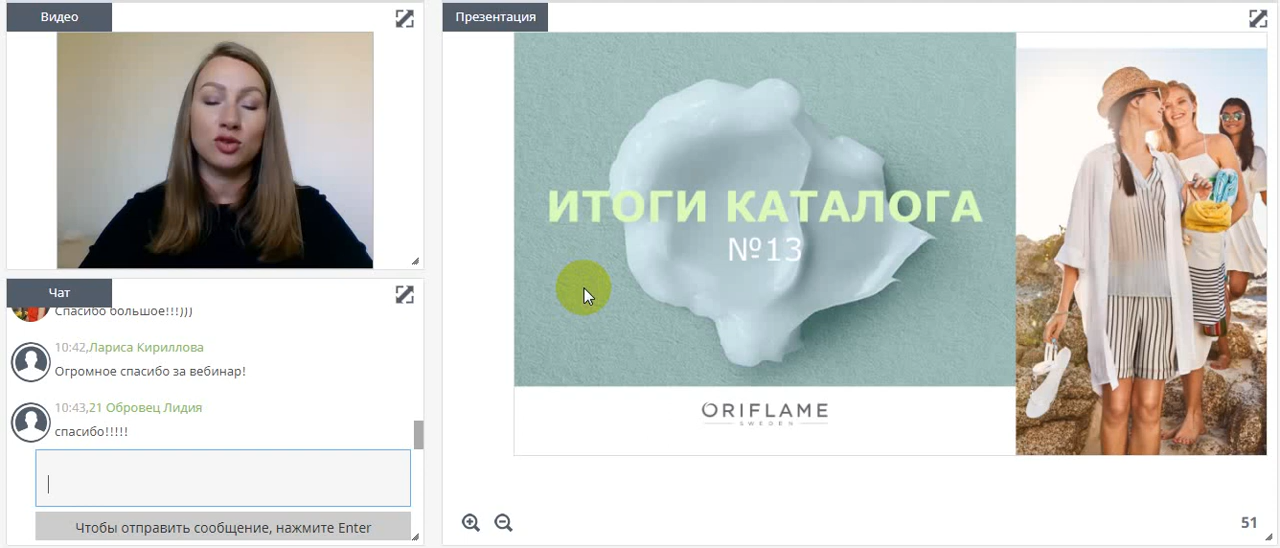 Видео
Презентация
ИТОГИ КАТАЛОГА
№13
ORIFLAME
SWEDEN
Чат
Спасибо большое!!!)))
10:42,Лариса Кириллова
Огромное спасибо за вебинар!
10:43,21 Обровец Лидия
спасибо!!!!!
Чтобы отправить сообщение, нажмите Enter
51